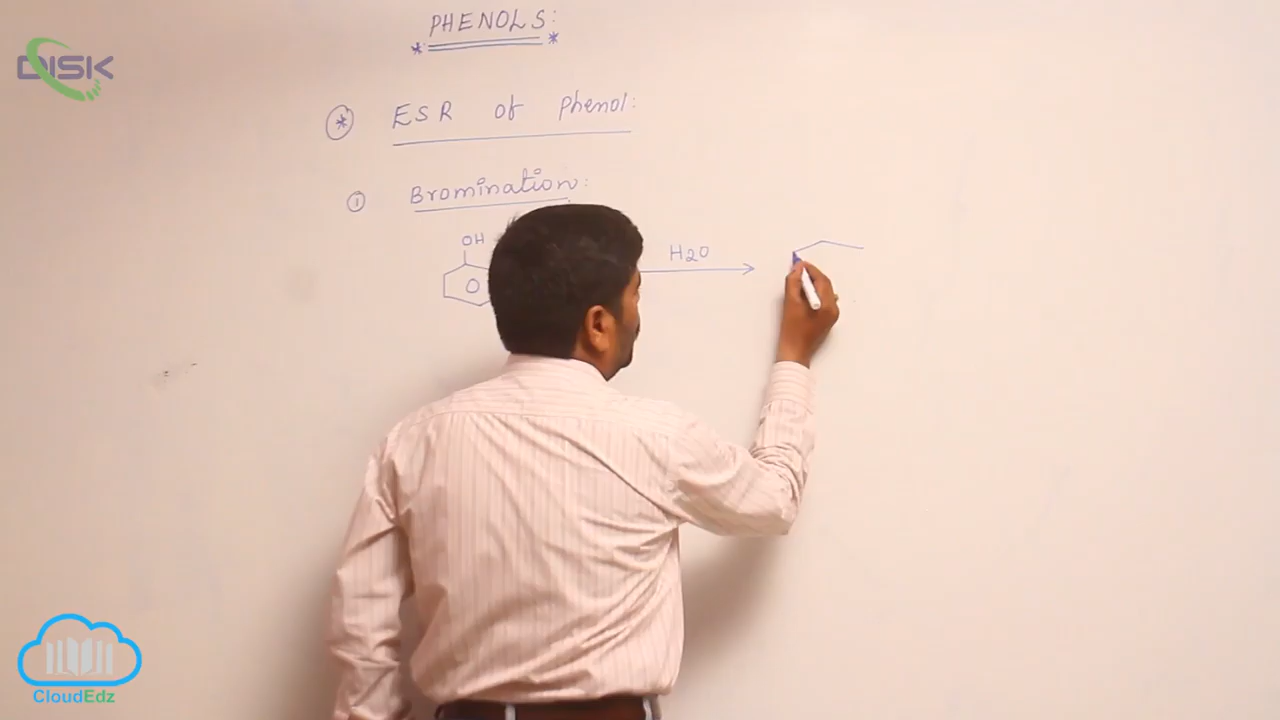 PHENOLS:
DISK
* ESR of Phenol:
① Bromination:
OH
H2O
CloudEdz